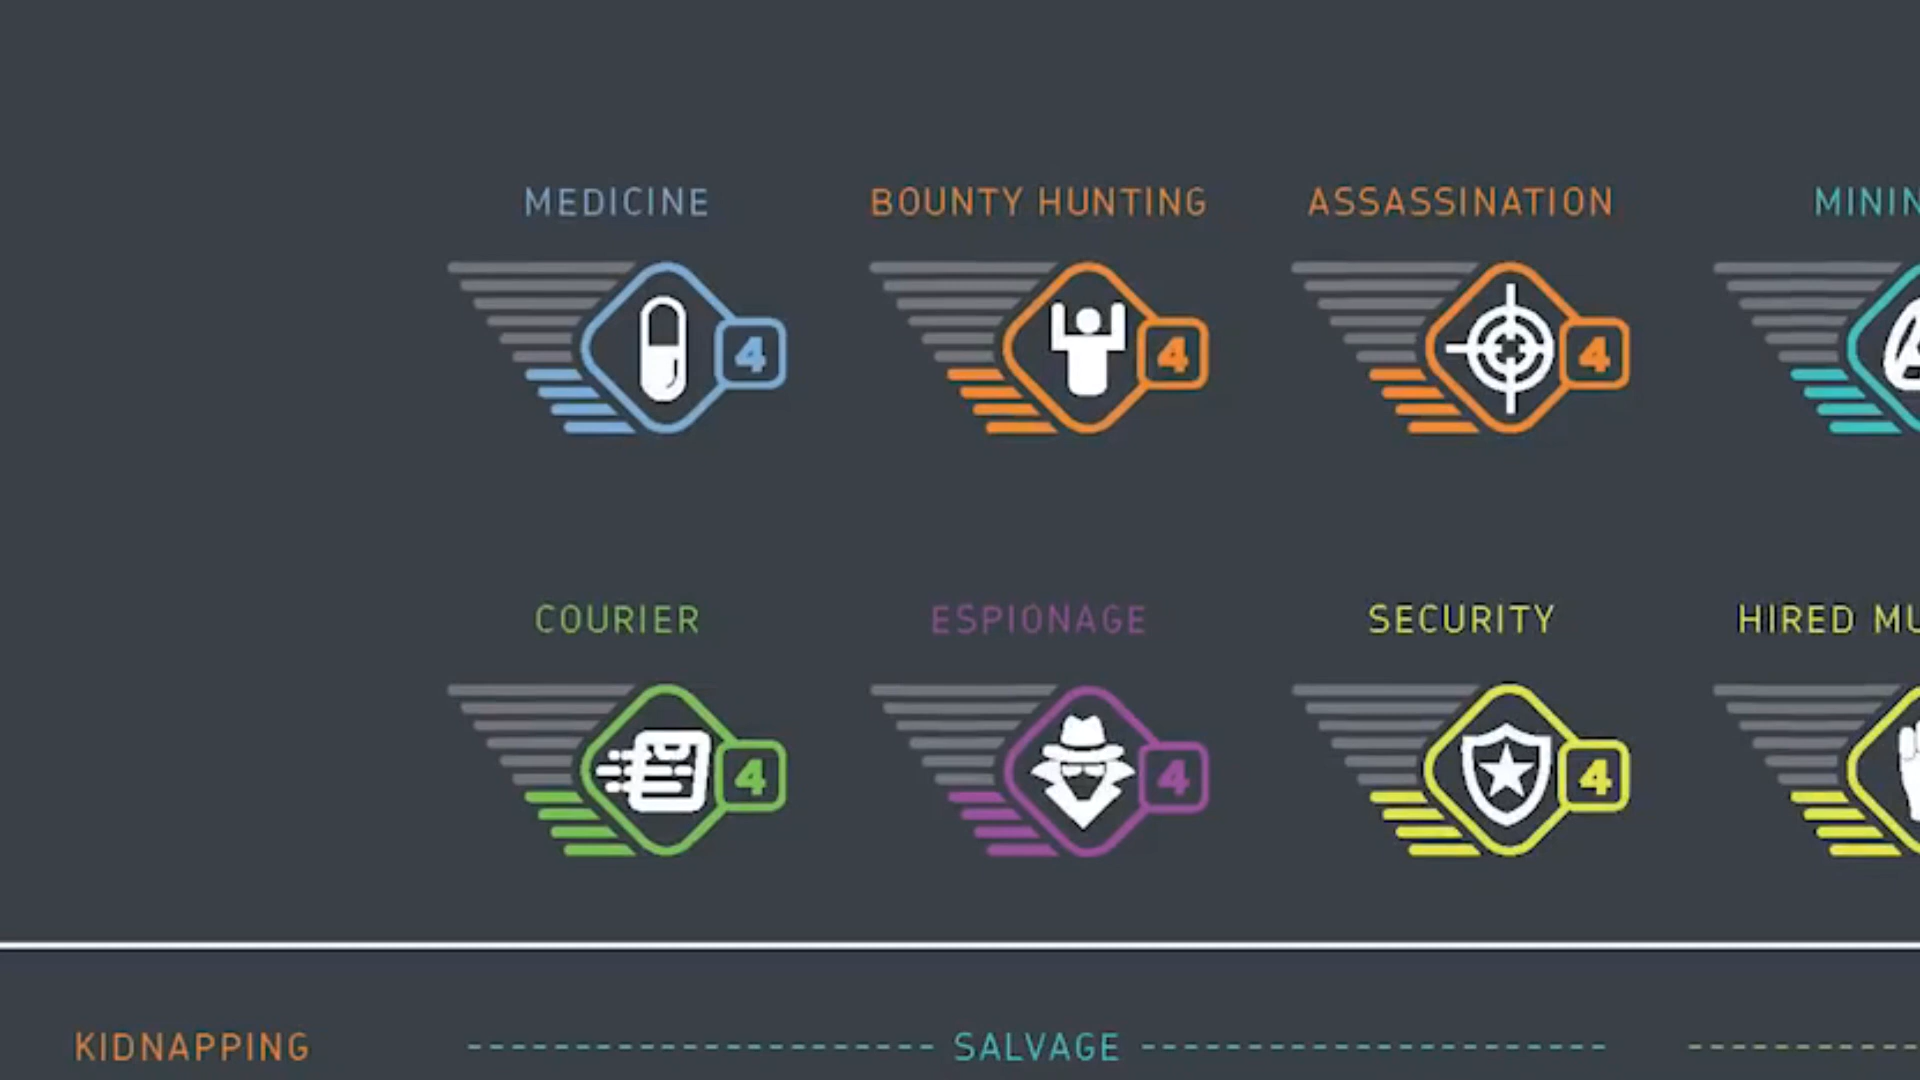 MEDICINE BOUNTY HUNTING ASSASSINATION MININ
4 4 4
COURIER ESPIONAGE SECURITY HIRED MU
4 4 4
KIDNAPPING SALVAGE